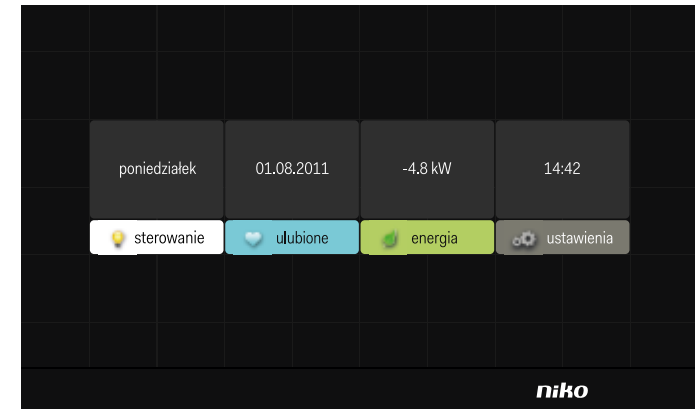 poniedziałek 01.08.2011 -4.8 kW 14:42
sterowanie ulubione energia ustawienia
niko